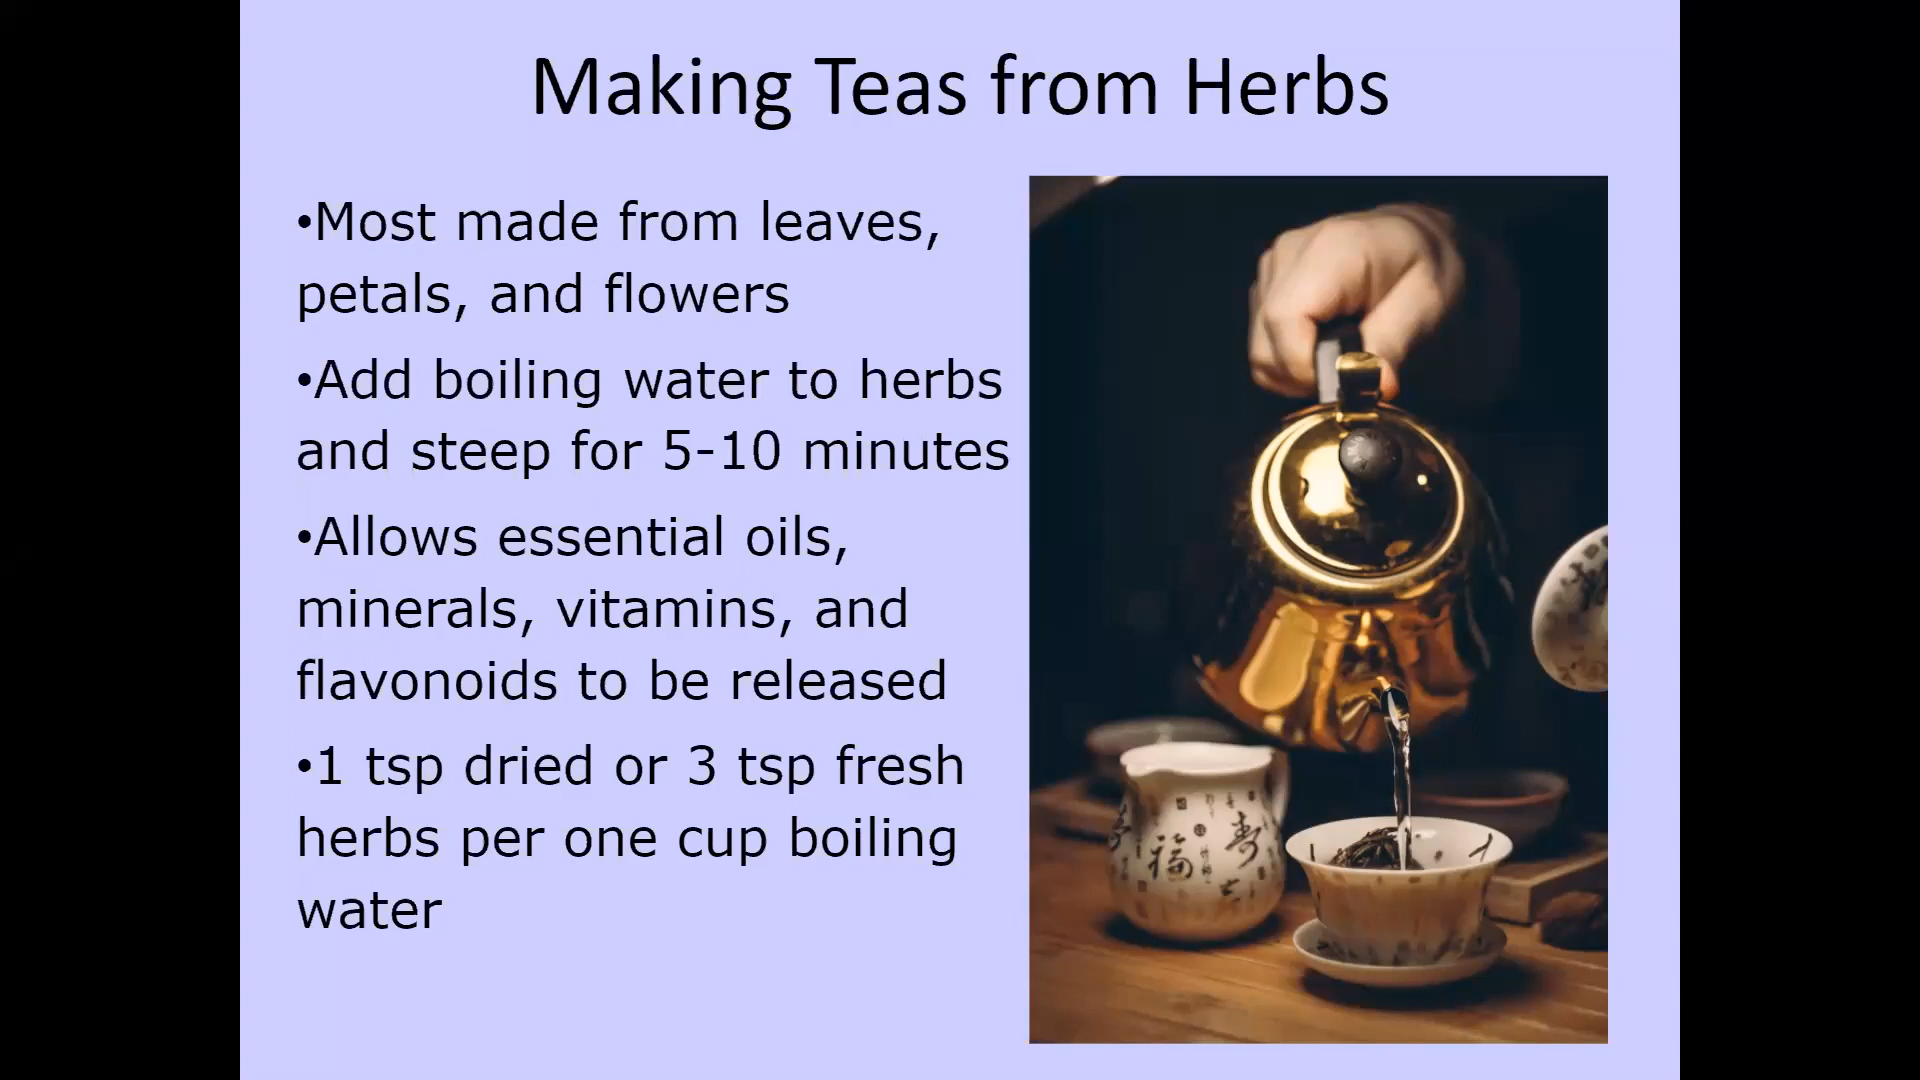 Making Teas from Herbs
•Most made from leaves,
petals, and flowers
•Add boiling water to herbs
and steep for 5-10 minutes
•Allows essential oils,
minerals, vitamins, and
flavonoids to be released
•1 tsp dried or 3 tsp fresh
herbs per one cup boiling
water
福
壽